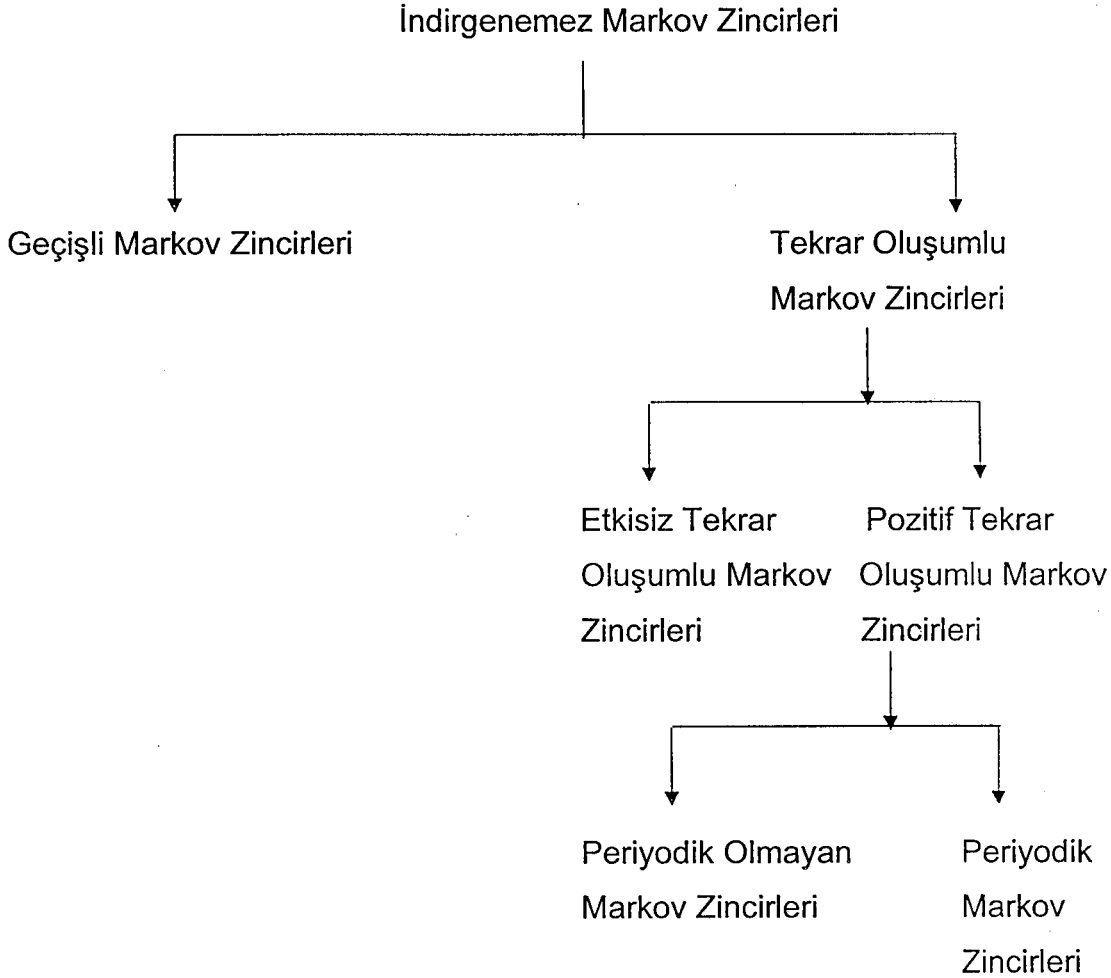 İndirgenemez Markov Zincirleri
Geçişli Markov Zincirleri
Tekrar Oluşumlu
Markov Zincirleri
Etkisiz Tekrar
Oluşumlu Markov
Zincirleri
Pozitif Tekrar
Oluşumlu Markov
Zincirleri
Periyodik Olmayan
Markov Zincirleri
Periyodik
Markov
Zincirleri